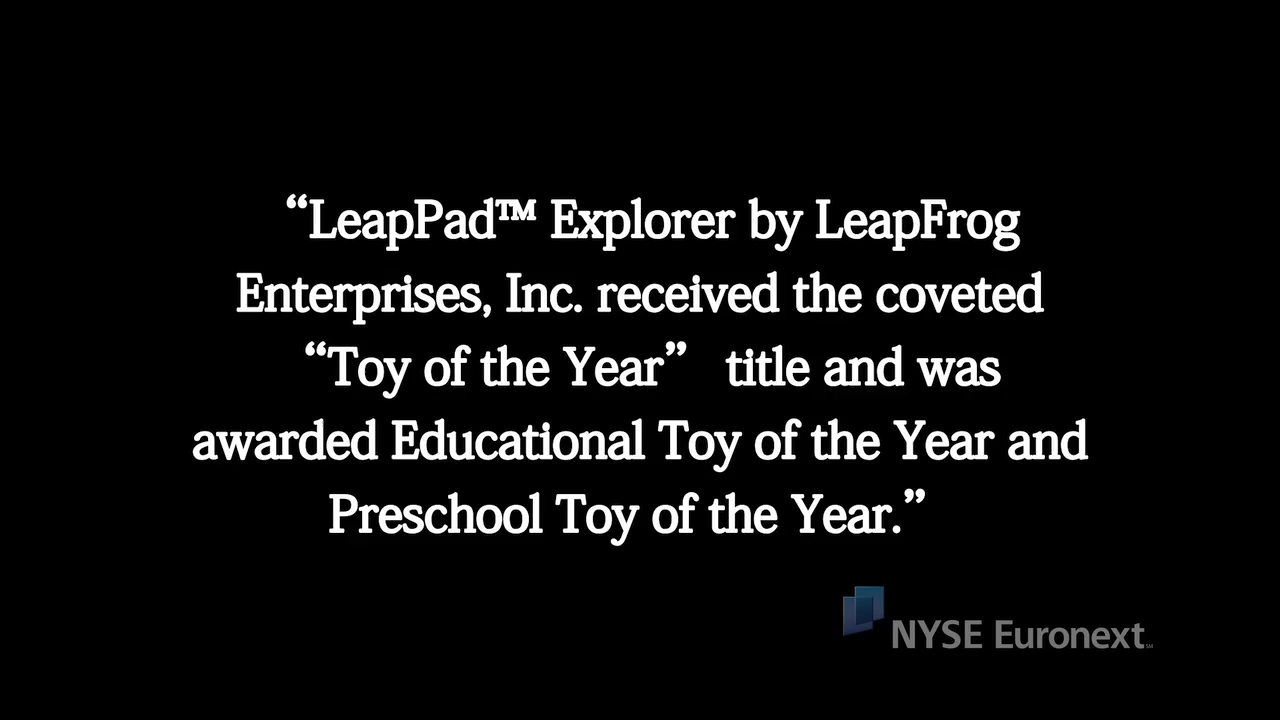 “LeapPad™ Explorer by LeapFrog
Enterprises, Inc. received the coveted
“Toy of the Year” title and was
awarded Educational Toy of the Year and
Preschool Toy of the Year.”
NYSE Euronext℠